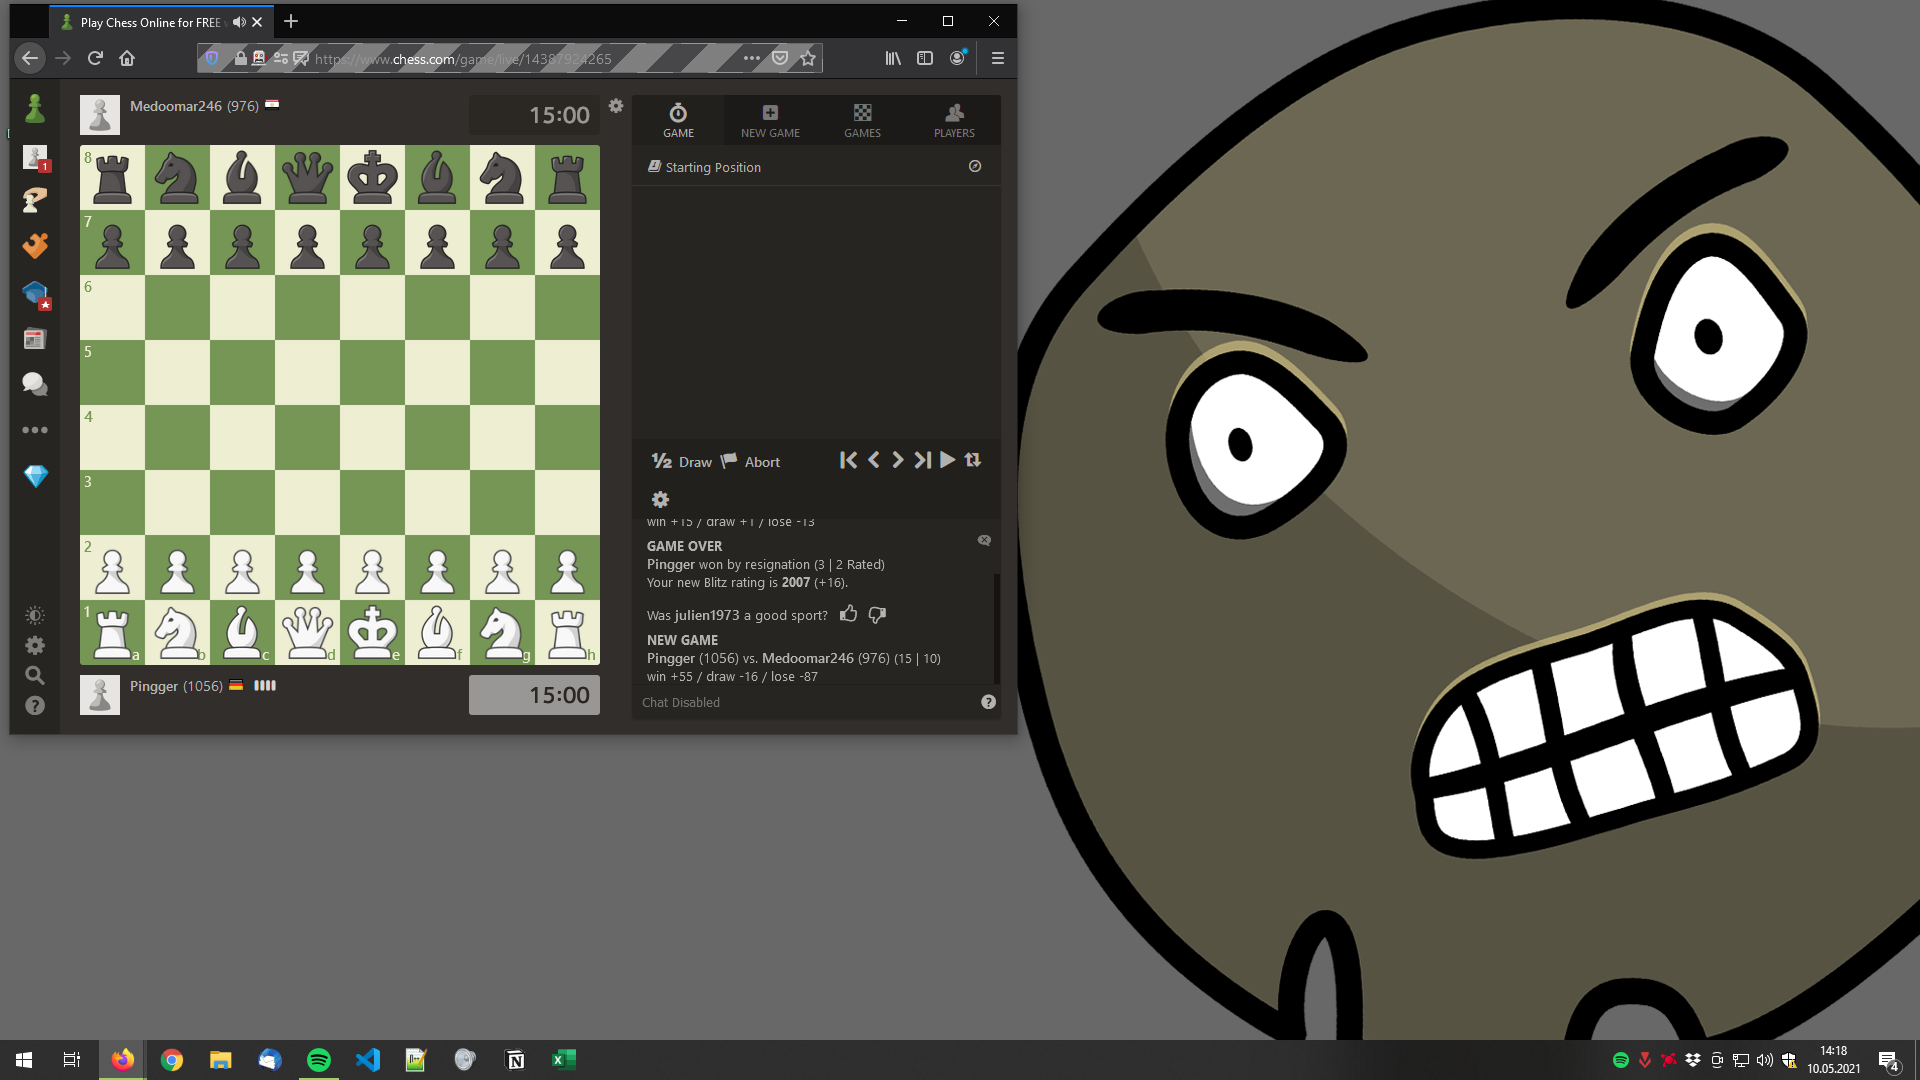 Play Chess Online for FREE
https://www.chess.com/game/live/14387924265
Medoomar246 (976)
15:00
GAME
NEW GAME
GAMES
PLAYERS
Starting Position
1
8
7
6
5
4
3
2
1
a b c d e f g h
½ Draw
Abort
win +15 / draw +1 / lose -13
GAME OVER
Pingger won by resignation (3 | 2 Rated)
Your new Blitz rating is 2007 (+16).
Was julien1973 a good sport?
NEW GAME
Pingger (1056) vs. Medoomar246 (976) (15 | 10)
win +55 / draw -16 / lose -87
Chat Disabled
?
?
Pingger (1056)
15:00
14:18
10.05.2021
4